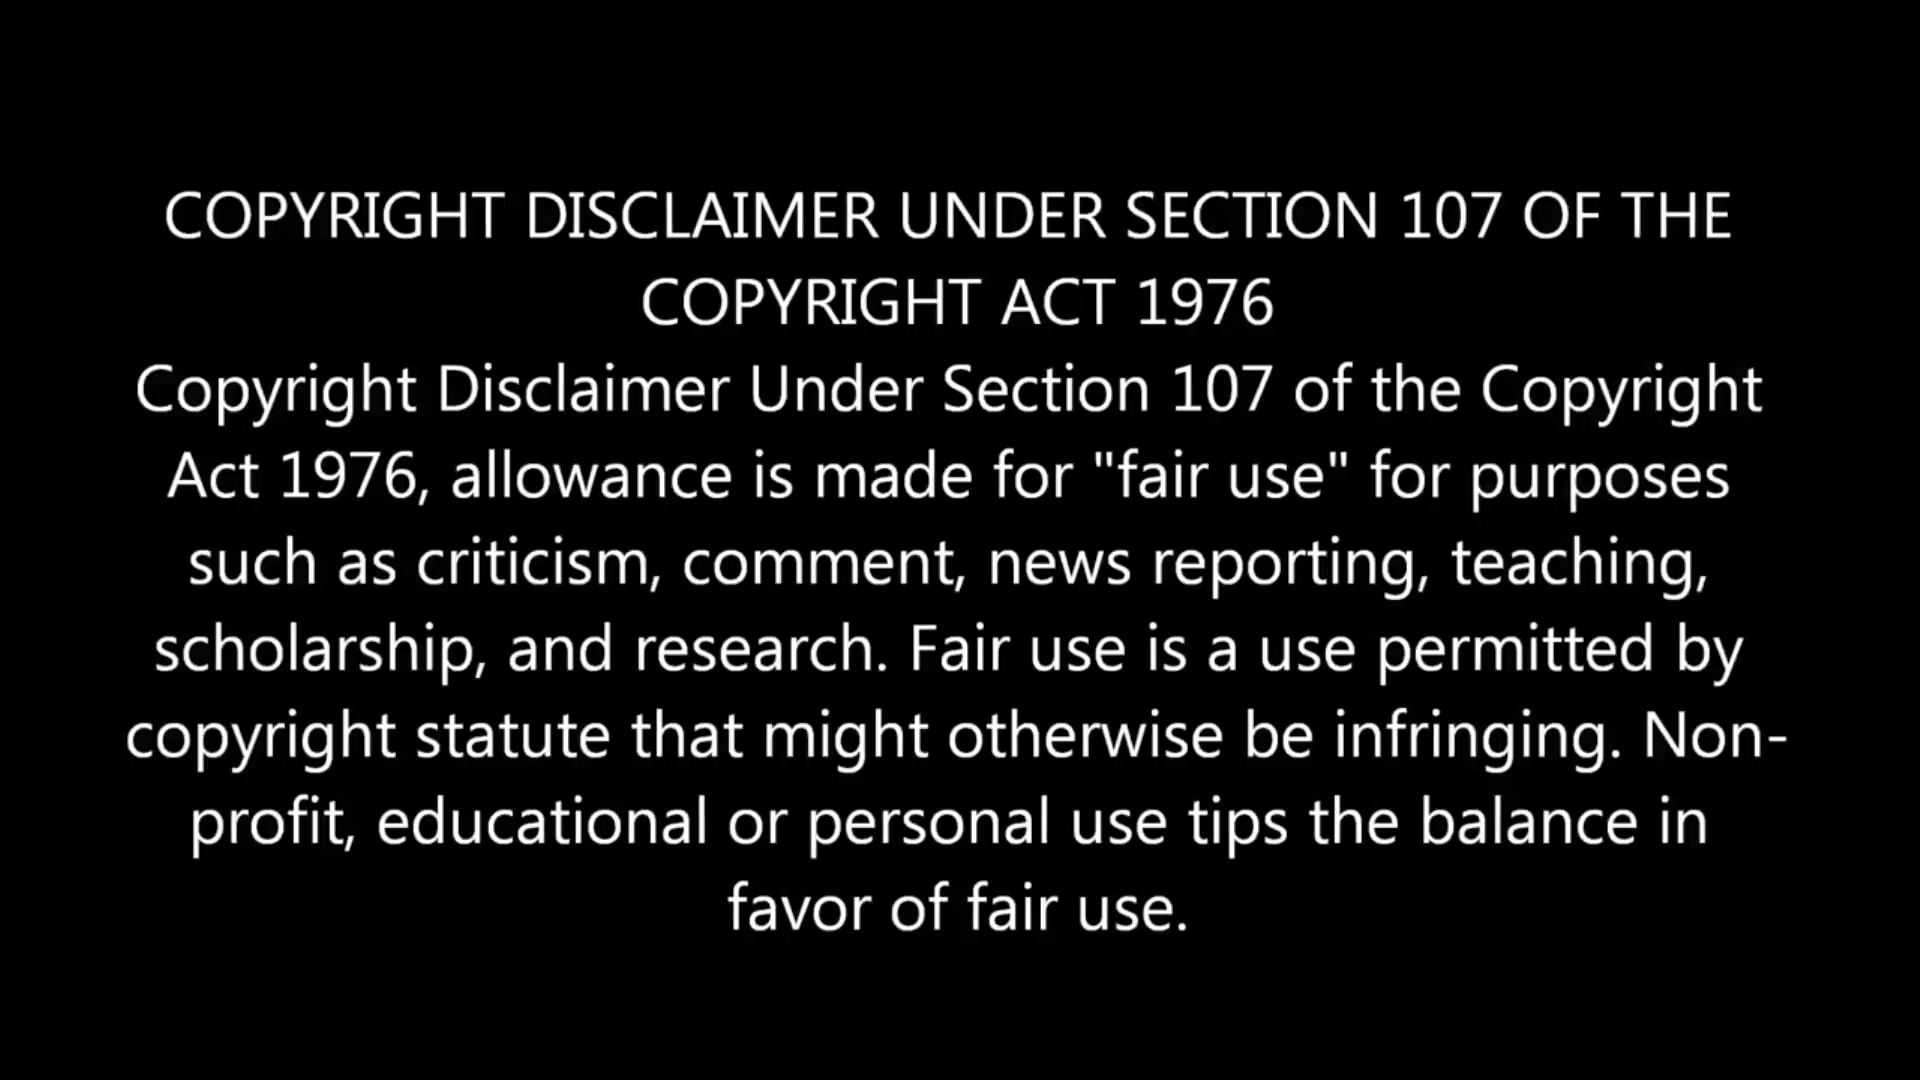 COPYRIGHT DISCLAIMER UNDER SECTION 107 OF THE
COPYRIGHT ACT 1976
Copyright Disclaimer Under Section 107 of the Copyright
Act 1976, allowance is made for "fair use" for purposes
such as criticism, comment, news reporting, teaching,
scholarship, and research. Fair use is a use permitted by
copyright statute that might otherwise be infringing. Non-
profit, educational or personal use tips the balance in
favor of fair use.